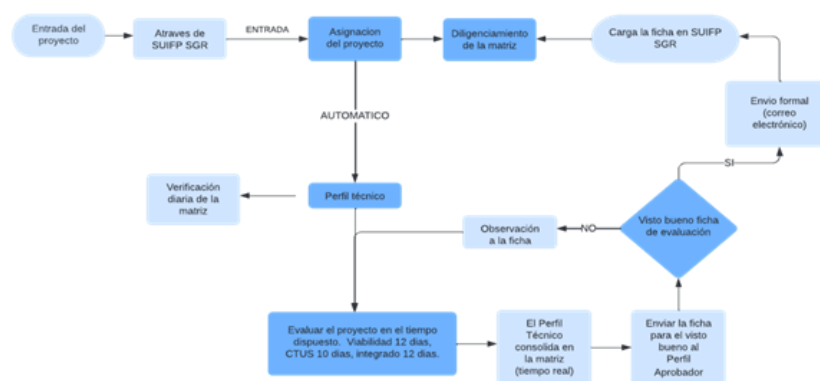 Entrada del
proyecto
Atraves de
SUIFP SGR
ENTRADA
Asignacion
del proyecto
Diligenciamiento
de la matriz
Carga la ficha en SUIFP
SGR
Envio formal
(correo
electrónico)
AUTOMATICO
SI
Verificación
diaria de la
matriz
Perfil técnico
Observación
a la ficha
NO
Visto bueno ficha
de evaluación
Evaluar el proyecto en el tiempo
dispuesto. Viabilidad 12 dias,
CTUS 10 dias, integrado 12 dias.
El Perfil
Técnico
consolida en
la matriz
(tiempo real)
Enviar la ficha
para el visto
bueno al
Perfil
Aprobador